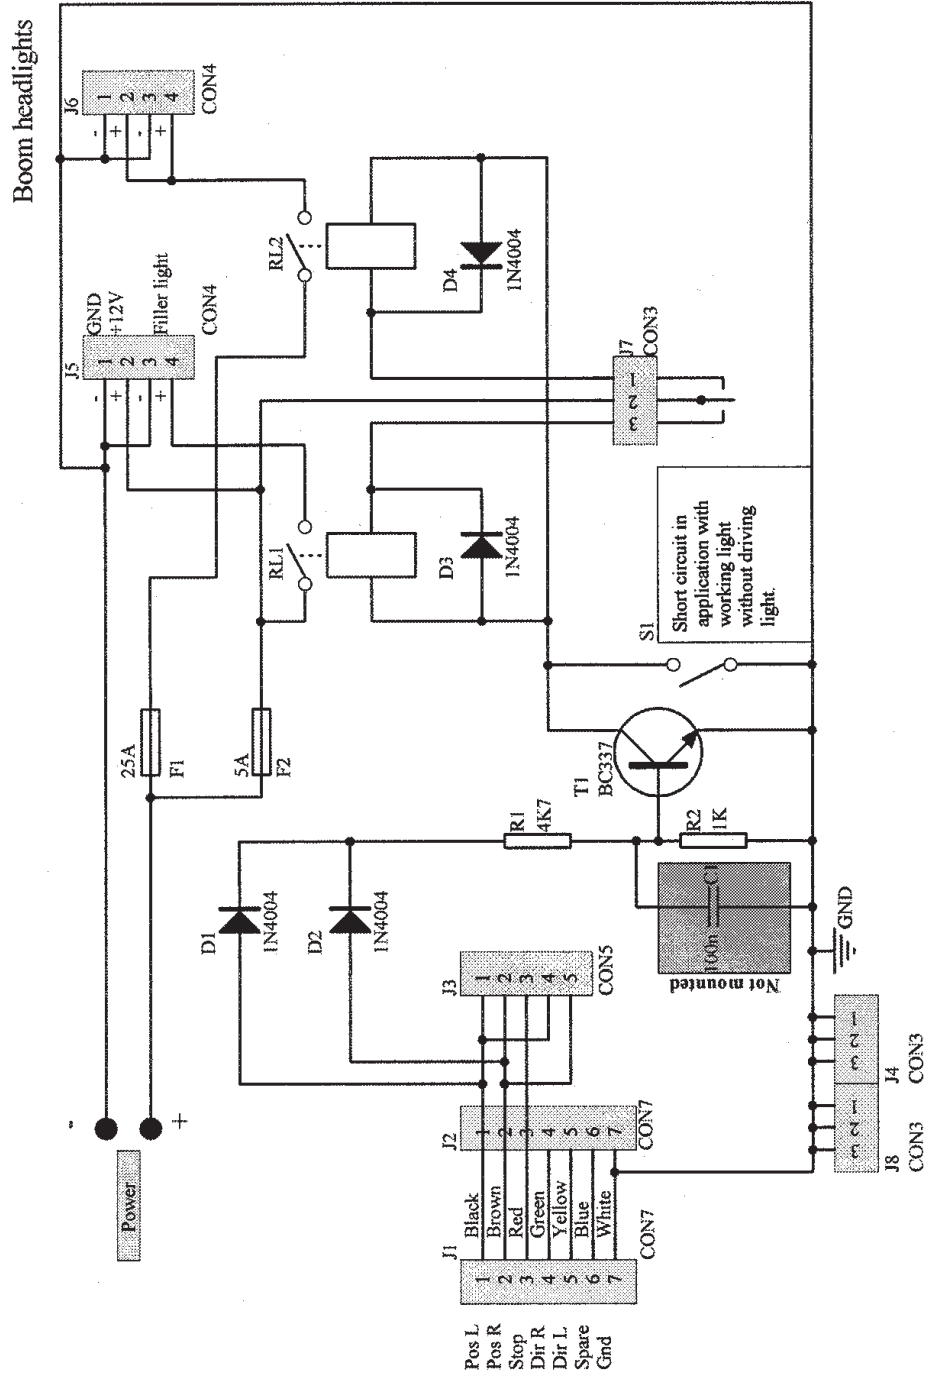 Boom headlights
J6
1
2
3
4
-
+
-
+
CON4
J5
GND
+12V
Filler light
1
2
3
4
-
+
-
+
CON4
RL2
D4
1N4004
J7
1
2
3
CON3
RL1
D3
1N4004
S1
Short circuit in
application with
working light
without driving
light.
25A
F1
5A
F2
T1
BC337
R1
4K7
R2
1K
C1
100n
Not mounted
GND
D1
1N4004
D2
1N4004
J3
1
2
3
4
5
CON5
-
+
Power
J2
1
2
3
4
5
6
7
CON7
J1
1
2
3
4
5
6
7
CON7
Black
Brown
Red
Green
Yellow
Blue
White
Pos L
Pos R
Stop
Dir R
Dir L
Spare
Gnd
J4
1
2
3
CON3
J8
1
2
3
CON3